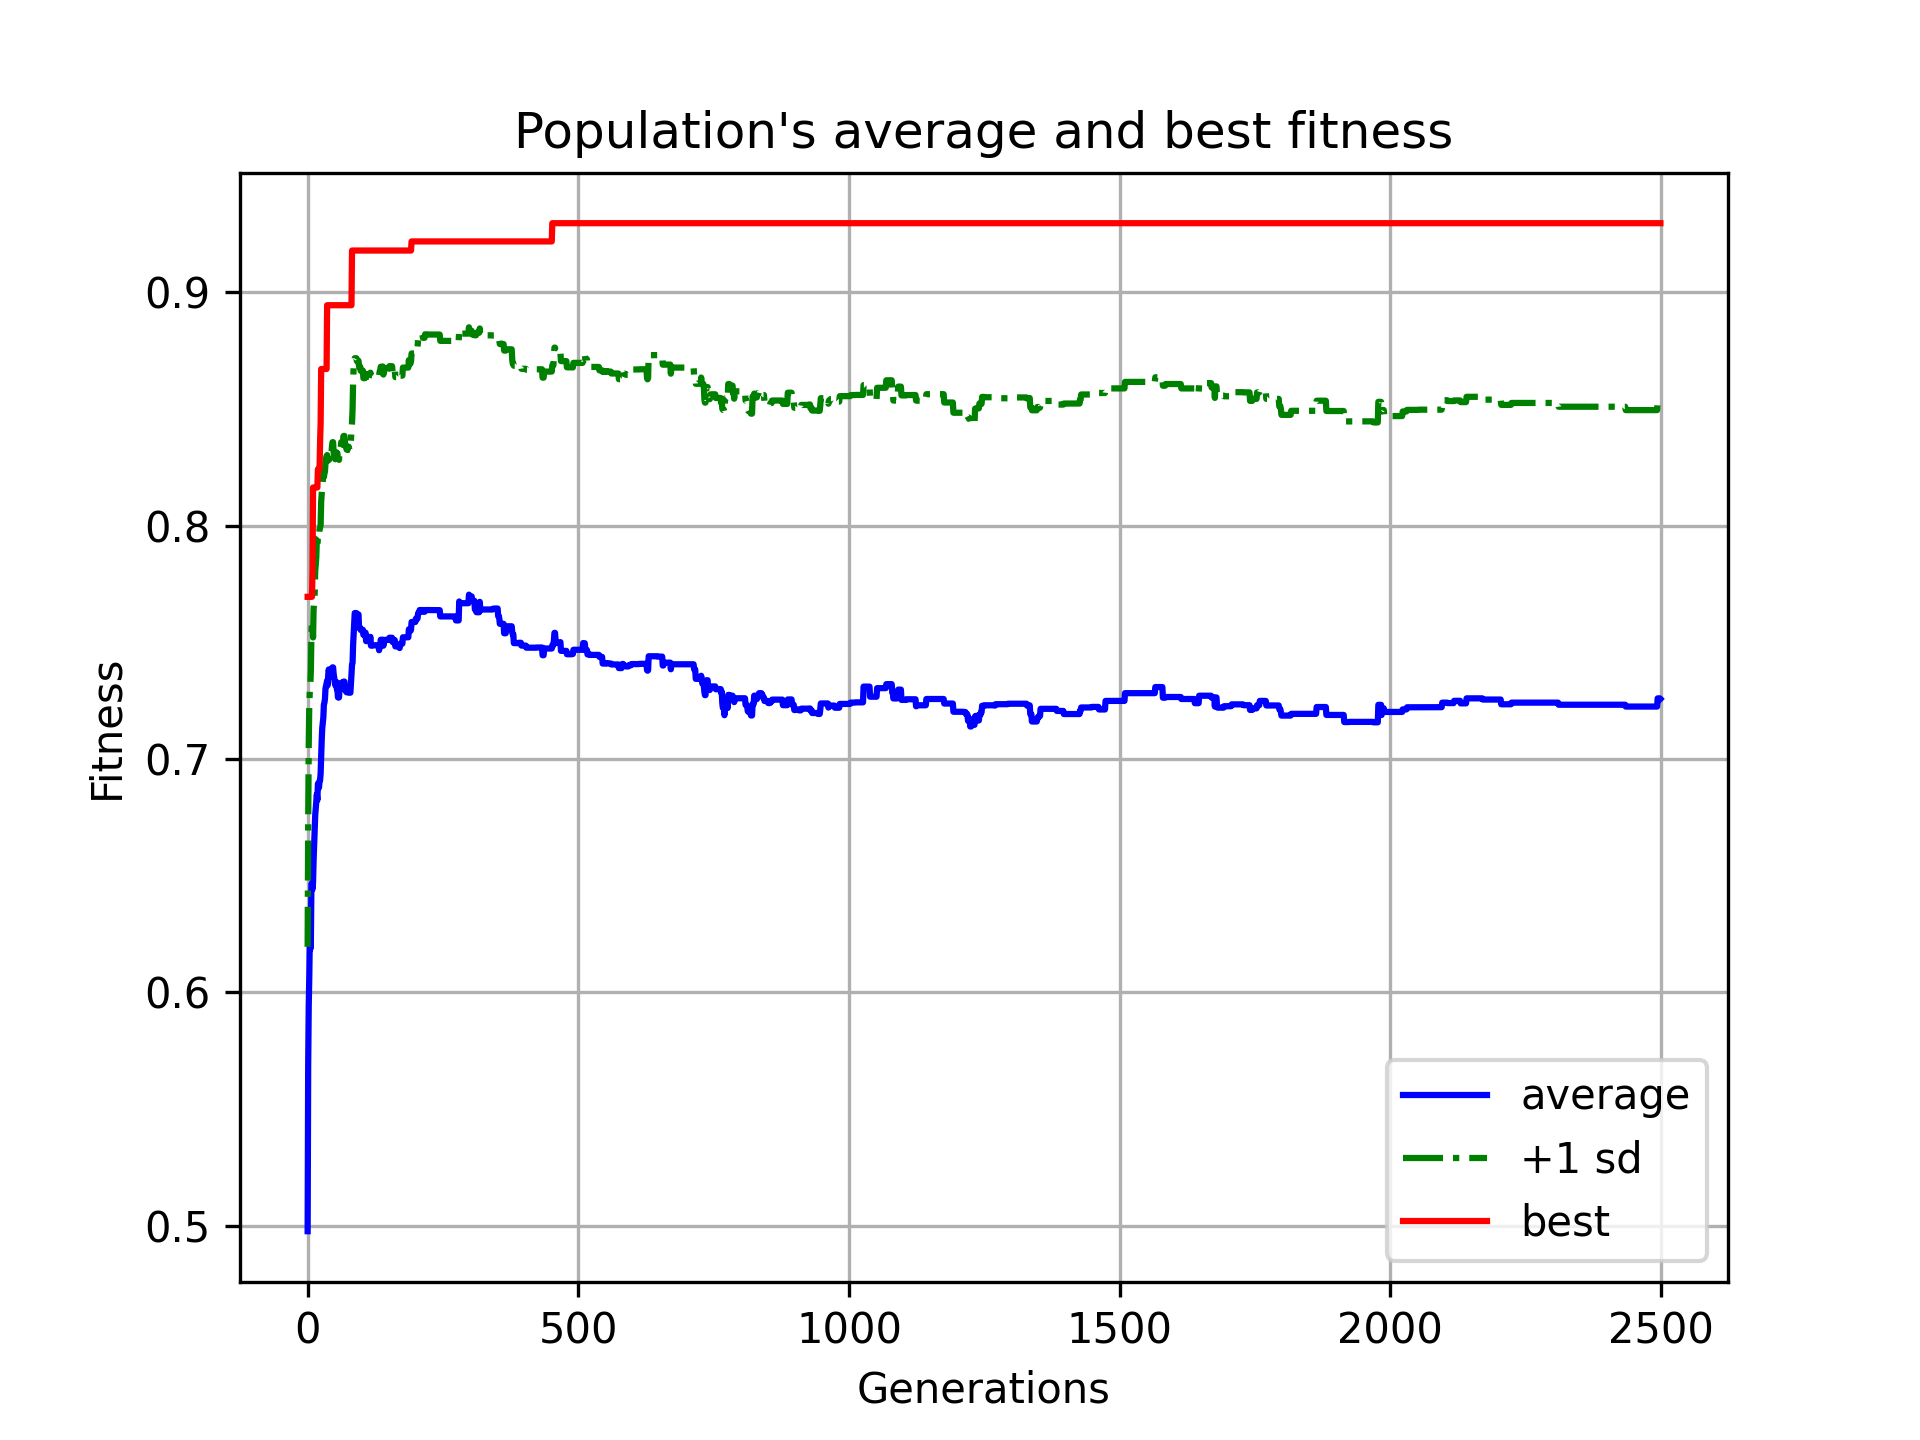 Population's average and best fitness
Fitness
0.9
0.8
0.7
0.6
0.5
average
+1 sd
best
0 500 1000 1500 2000 2500
Generations